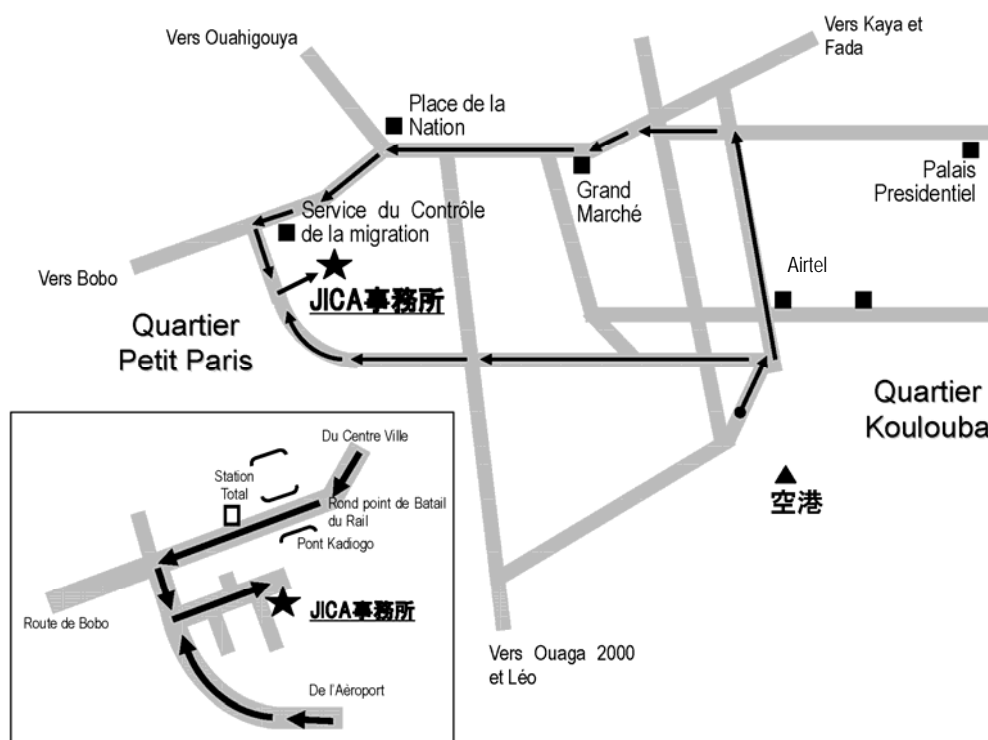 Vers Ouahigouya
Vers Kaya et
Fada
Place de la
Nation
Grand
Marché
Palais
Presidentiel
Service du Contrôle
de la migration
Vers Bobo
JICA事務所
Airtel
Quartier
Petit Paris
Quartier
Koulouba
空港
Vers Ouaga 2000
et Léo
Du Centre Ville
Station
Total
Rond point de Batail
du Rail
Pont Kadiogo
JICA事務所
Route de Bobo
De l'Aéroport